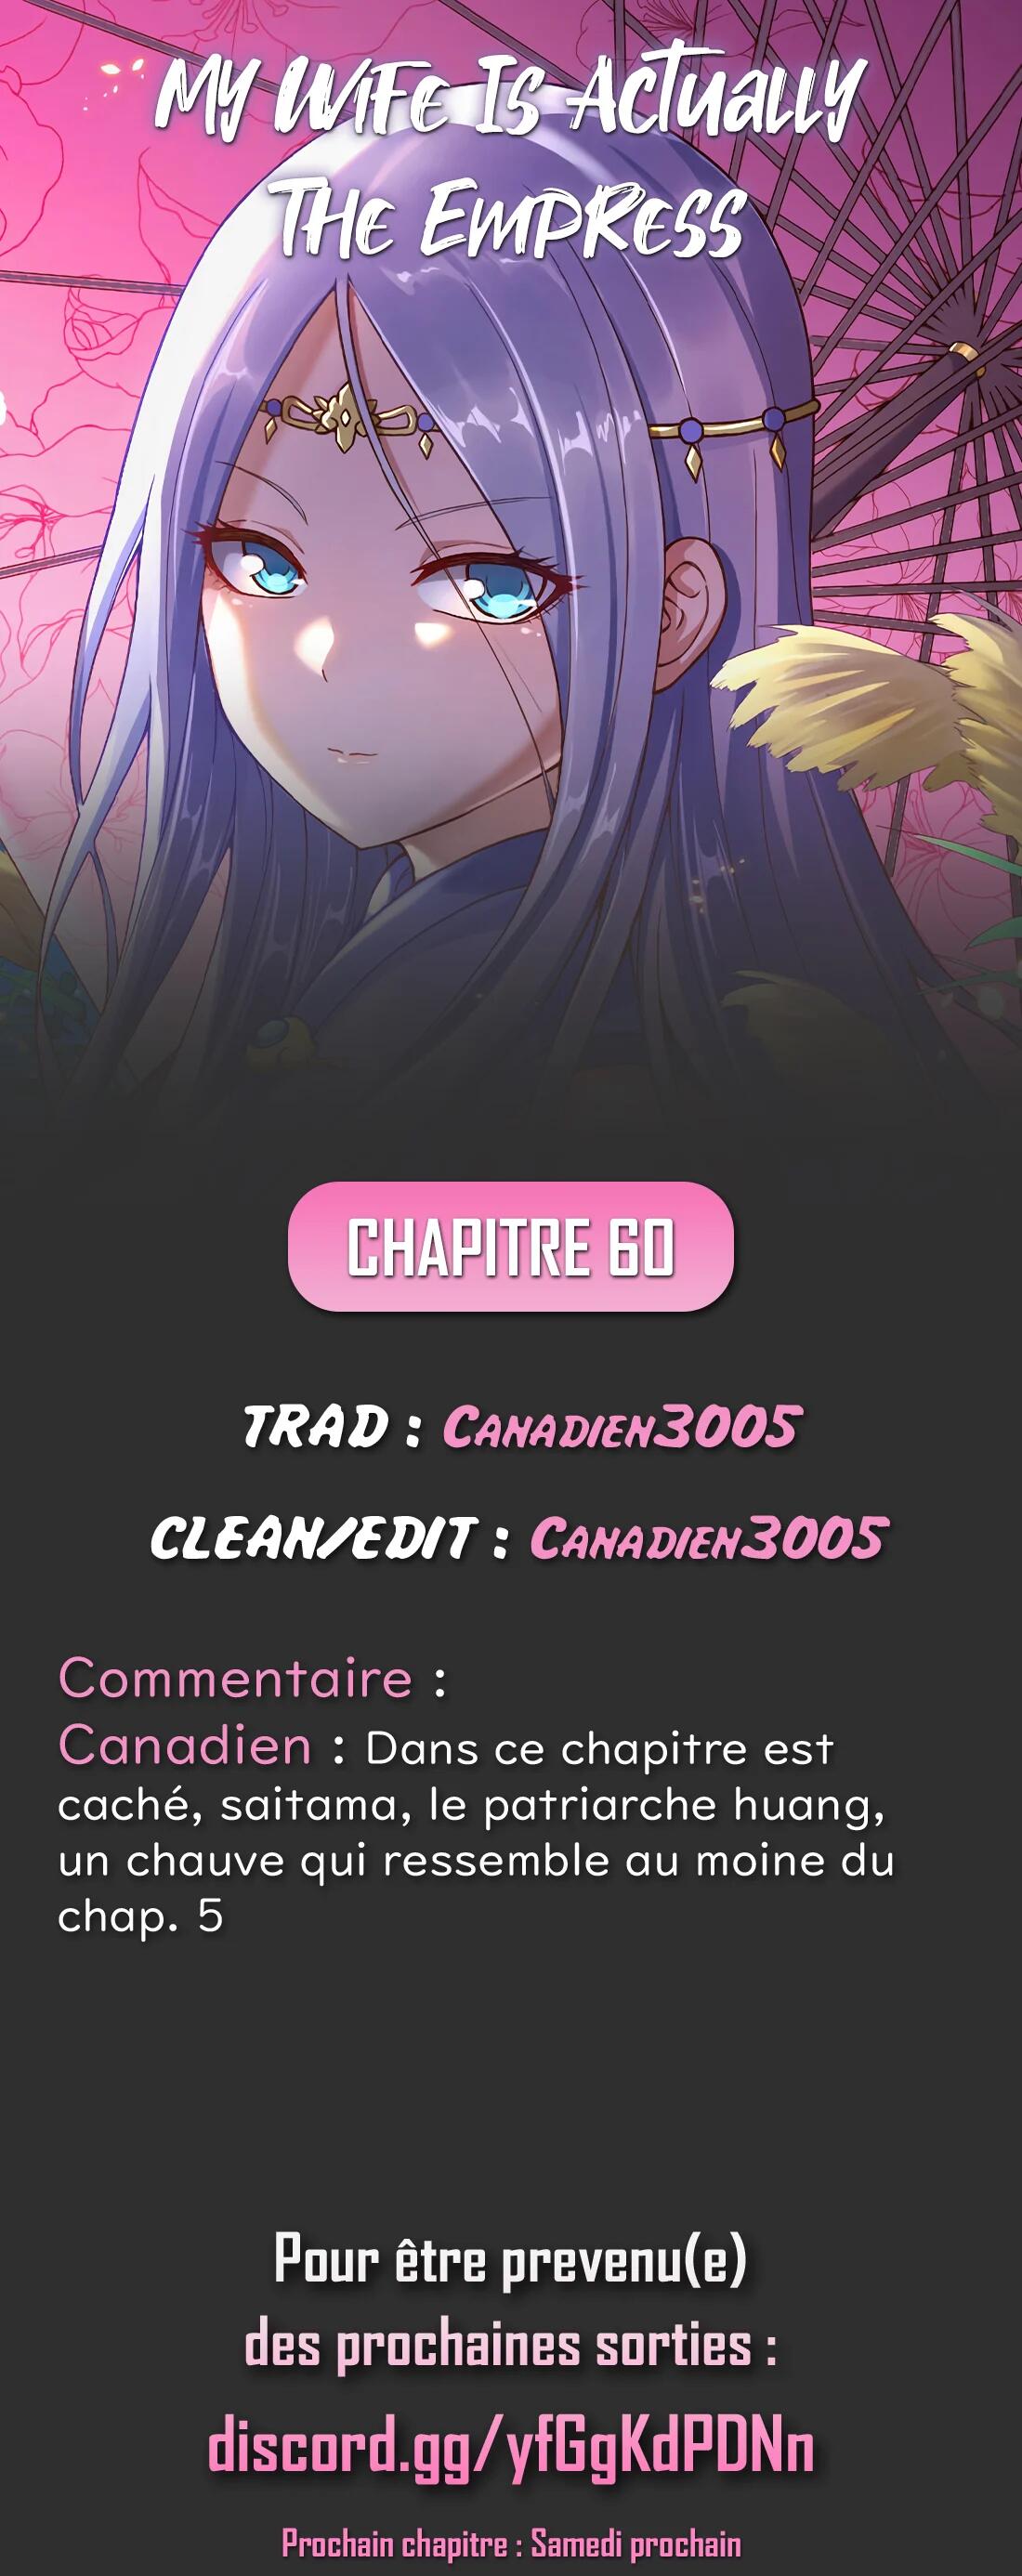 My Wife Is Actually
The Empress
CHAPITRE 60
TRAD : Canadien3005
CLEAN/EDIT : Canadien3005
Commentaire :
Canadien : Dans ce chapitre est
caché, saitama, le patriarche huang,
un chauve qui ressemble au moine du
chap. 5
Pour être prevenu(e)
des prochaines sorties :
discord.gg/yfGgKdPDNn
Prochain chapitre : Samedi prochain